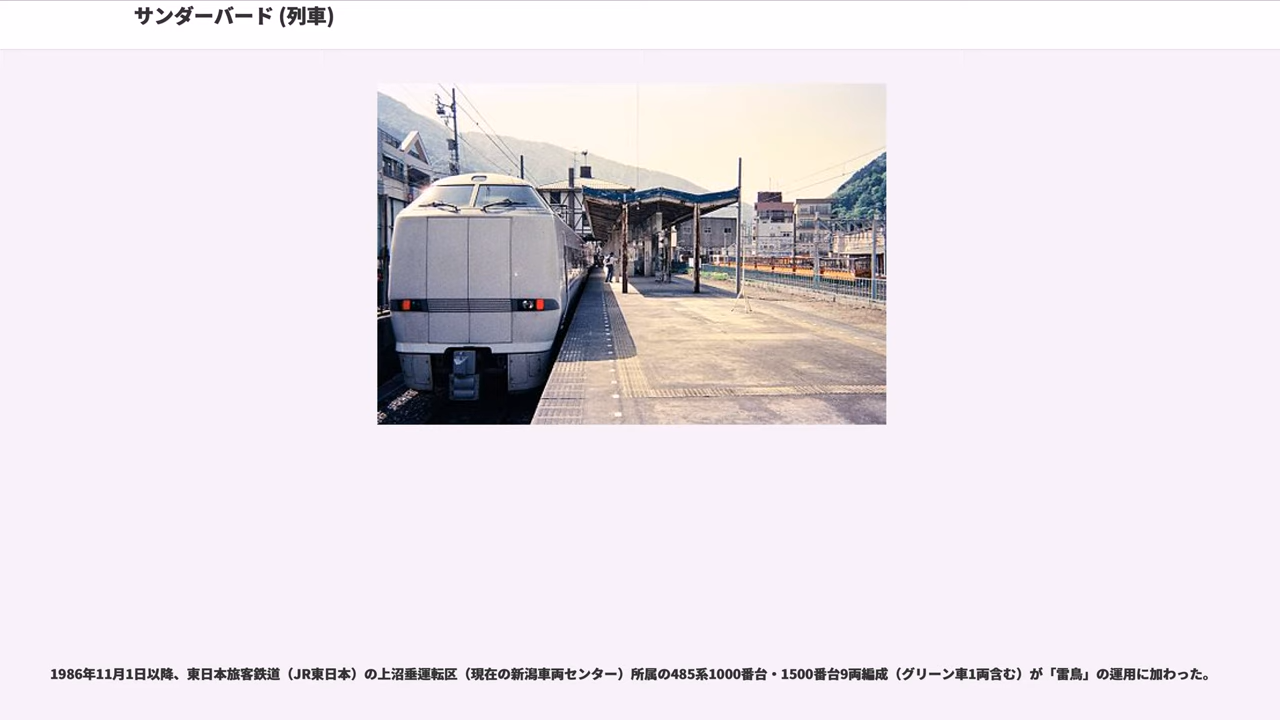 サンダーバード (列車)
1986年11月1日以降、東日本旅客鉄道（JR東日本）の上沼垂運転区（現在の新潟車両センター）所属の485系1000番台・1500番台9両編成（グリーン車1両含む）が「雷鳥」の運用に加わった。